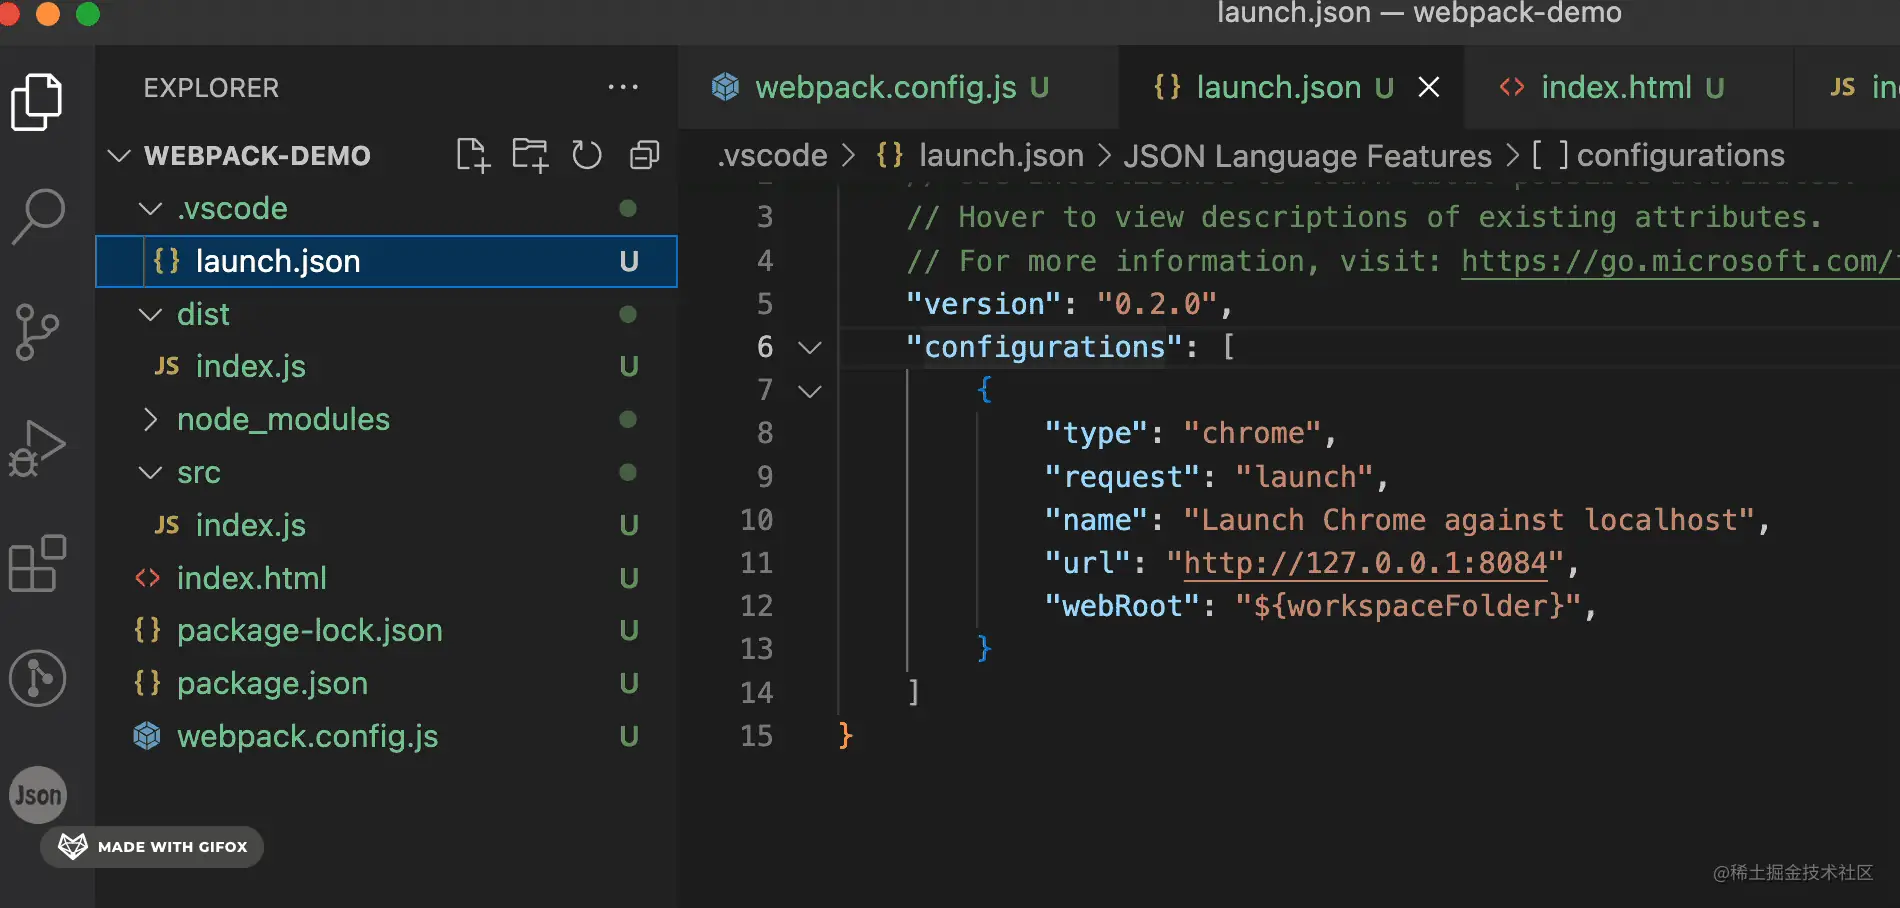 launch.json — webpack-demo
EXPLORER
WEBPACK-DEMO
.vscode
launch.json U
dist
JS index.js U
node_modules
src
JS index.js U
<> index.html U
{} package-lock.json U
{} package.json U
webpack.config.js U
Json
MADE WITH GIFOX
webpack.config.js U
{} launch.json U
<> index.html U
JS
.vscode > {} launch.json > JSON Language Features > [ ] configurations
3 // Hover to view descriptions of existing attributes.
4 // For more information, visit: https://go.microsoft.com/
5 "version": "0.2.0",
6 "configurations": [
7 {
8 "type": "chrome",
9 "request": "launch",
10 "name": "Launch Chrome against localhost",
11 "url": "http://127.0.0.1:8084",
12 "webRoot": "${workspaceFolder}",
13 }
14 ]
15 }
@稀土掘金技术社区